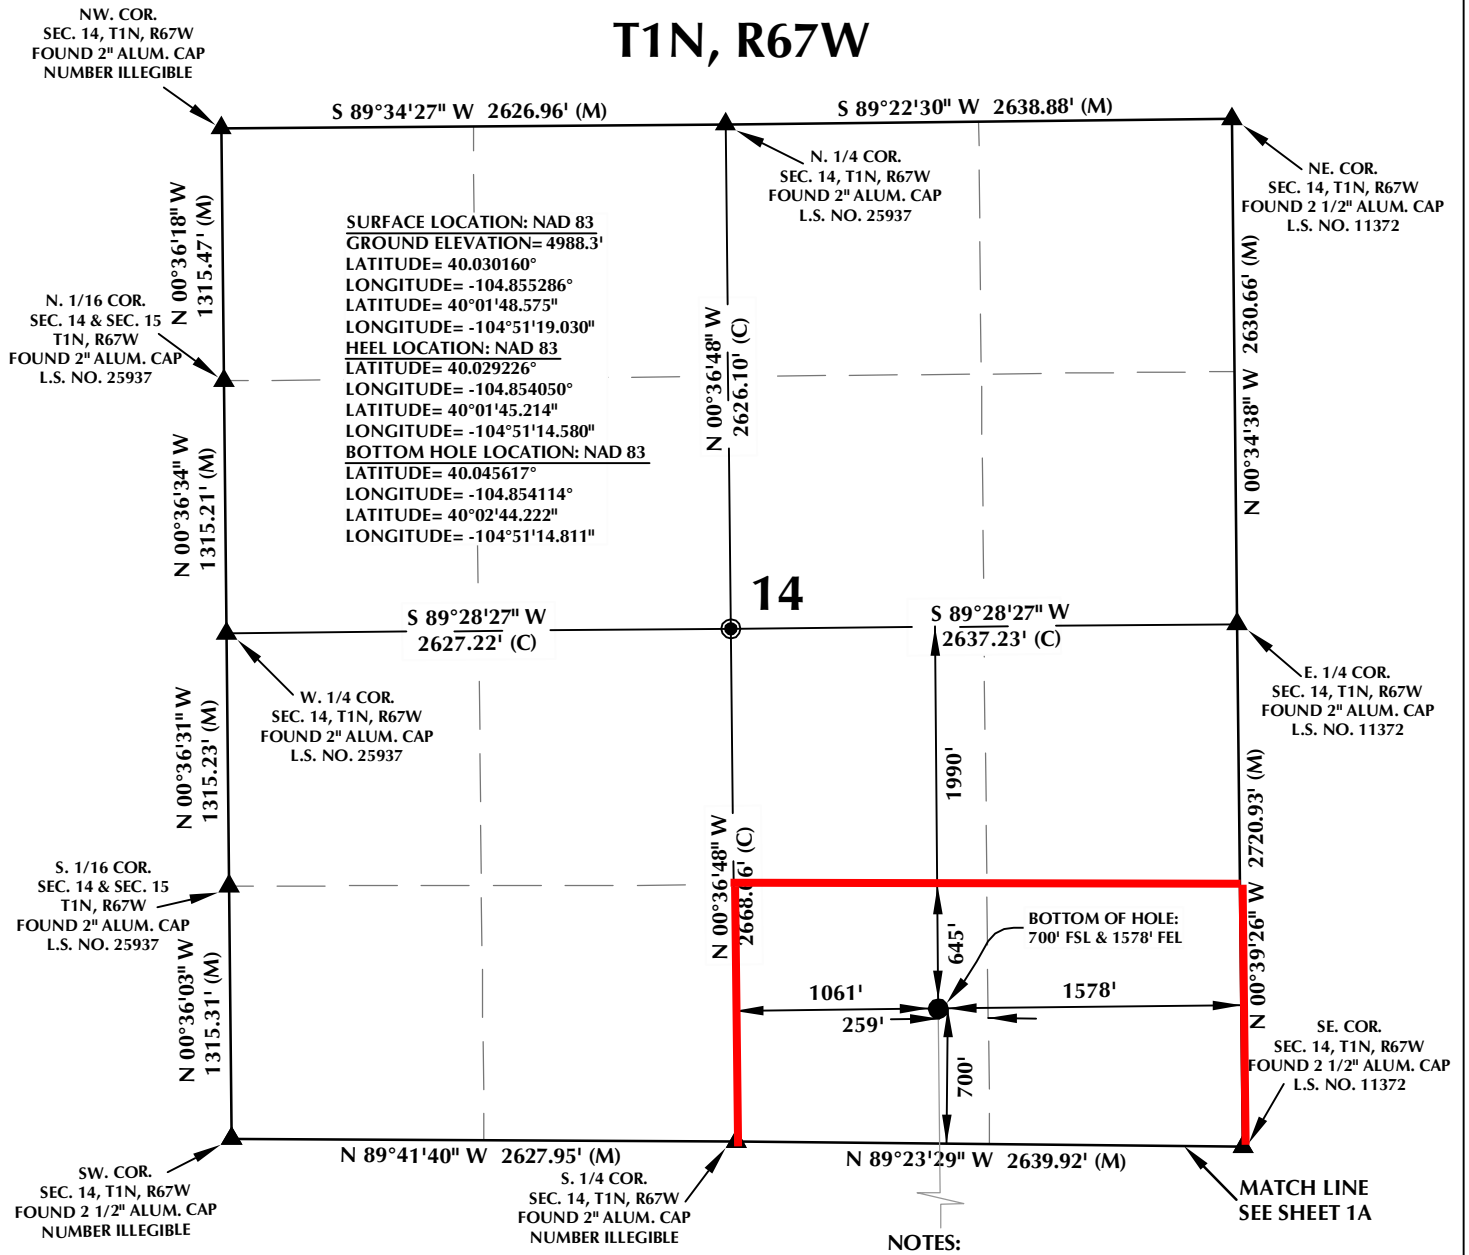 T1N, R67W
NW. COR.
SEC. 14, T1N, R67W
FOUND 2" ALUM. CAP
NUMBER ILLEGIBLE
S 89°34'27" W 2626.96' (M)
S 89°22'30" W 2638.88' (M)
N. 1/4 COR.
SEC. 14, T1N, R67W
FOUND 2" ALUM. CAP
L.S. NO. 25937
NE. COR.
SEC. 14, T1N, R67W
FOUND 2 1/2" ALUM. CAP
L.S. NO. 11372
N 00°36'18" W
1315.47' (M)
SURFACE LOCATION: NAD 83
GROUND ELEVATION= 4988.3'
LATITUDE= 40.030160°
LONGITUDE= -104.855286°
LATITUDE= 40°01'48.575"
LONGITUDE= -104°51'19.030"
HEEL LOCATION: NAD 83
LATITUDE= 40.029226°
LONGITUDE= -104.854050°
LATITUDE= 40°01'45.214"
LONGITUDE= -104°51'14.580"
BOTTOM HOLE LOCATION: NAD 83
LATITUDE= 40.045617°
LONGITUDE= -104.854114°
LATITUDE= 40°02'44.222"
LONGITUDE= -104°51'14.811"
N. 1/16 COR.
SEC. 14 & SEC. 15
T1N, R67W
FOUND 2" ALUM. CAP
L.S. NO. 25937
N 00°36'48" W
2626.10' (C)
N 00°34'38" W 2630.66' (M)
N 00°36'34" W
1315.21' (M)
14
S 89°28'27" W
2627.22' (C)
S 89°28'27" W
2637.23' (C)
W. 1/4 COR.
SEC. 14, T1N, R67W
FOUND 2" ALUM. CAP
L.S. NO. 25937
E. 1/4 COR.
SEC. 14, T1N, R67W
FOUND 2" ALUM. CAP
L.S. NO. 11372
N 00°36'31" W
1315.23' (M)
1990'
N 00°36'48" W
2668.06' (C)
N 00°39'26" W 2720.93' (M)
S. 1/16 COR.
SEC. 14 & SEC. 15
T1N, R67W
FOUND 2" ALUM. CAP
L.S. NO. 25937
BOTTOM OF HOLE:
700' FSL & 1578' FEL
645'
1061'
1578'
259'
700'
N 00°36'03" W
1315.31' (M)
SE. COR.
SEC. 14, T1N, R67W
FOUND 2 1/2" ALUM. CAP
L.S. NO. 11372
N 89°41'40" W 2627.95' (M)
N 89°23'29" W 2639.92' (M)
SW. COR.
SEC. 14, T1N, R67W
FOUND 2 1/2" ALUM. CAP
NUMBER ILLEGIBLE
S. 1/4 COR.
SEC. 14, T1N, R67W
FOUND 2" ALUM. CAP
NUMBER ILLEGIBLE
MATCH LINE
SEE SHEET 1A
NOTES: